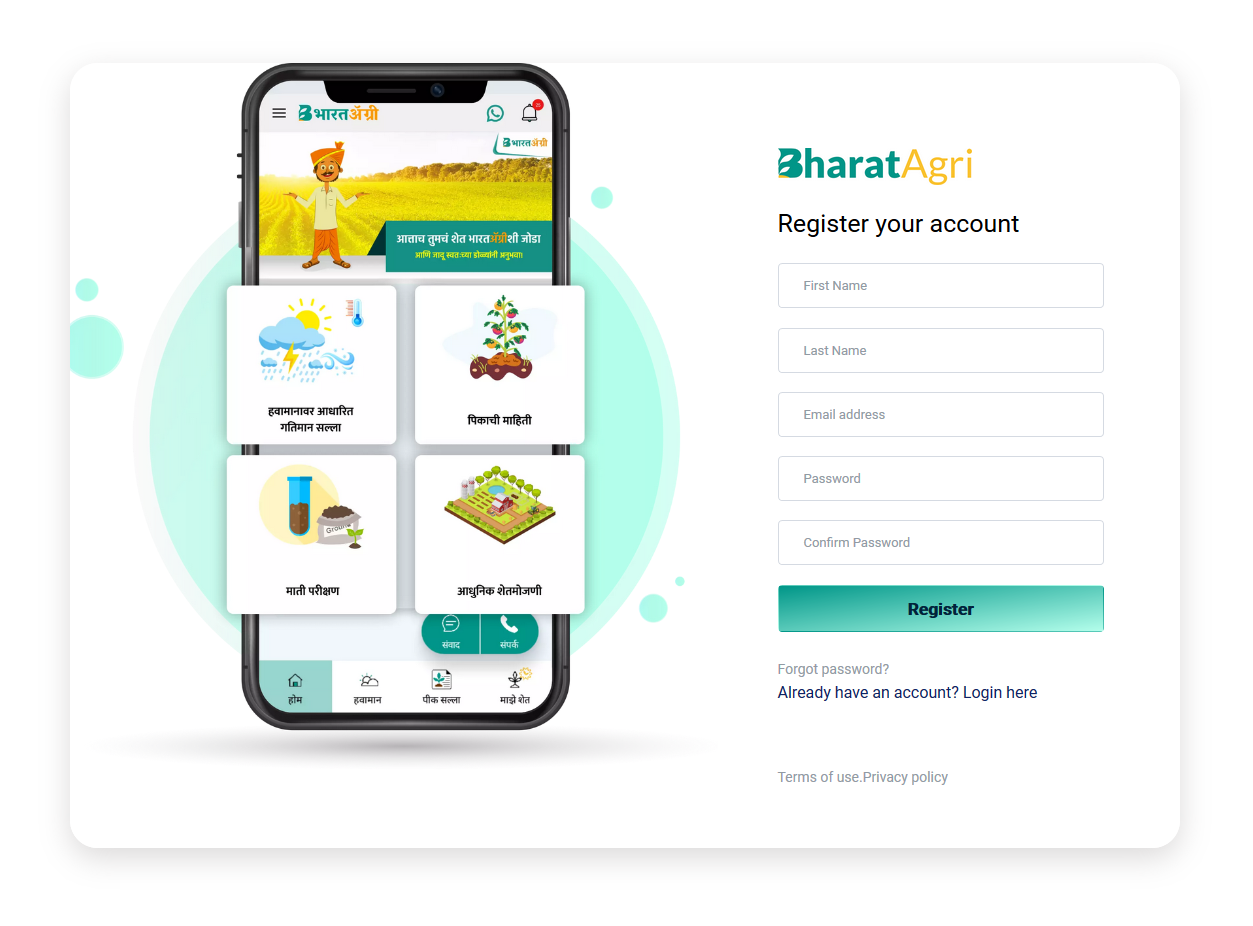 भारतॲग्री
भारतॲग्री
आत्ताच तुमचं शेत भारतॲग्रीशी जोडा
आणि जादू स्वतःच्या डोळ्यांनी अनुभवा!
हवामानावर आधारित
गतिमान सल्ला
पिकाची माहिती
Ground
माती परीक्षण
आधुनिक शेतमोजणी
संवाद
संपर्क
होम
हवामान
पीक सल्ला
माझे शेत
BharatAgri
Register your account
First Name
Last Name
Email address
Password
Confirm Password
Register
Forgot password?
Already have an account? Login here
Terms of use.Privacy policy